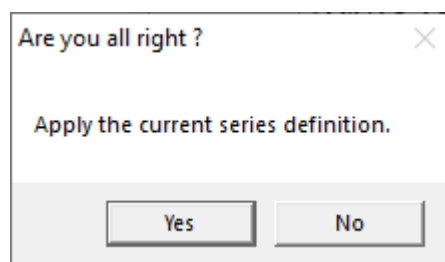 Are you all right ?
Apply the current series definition.
Yes
No